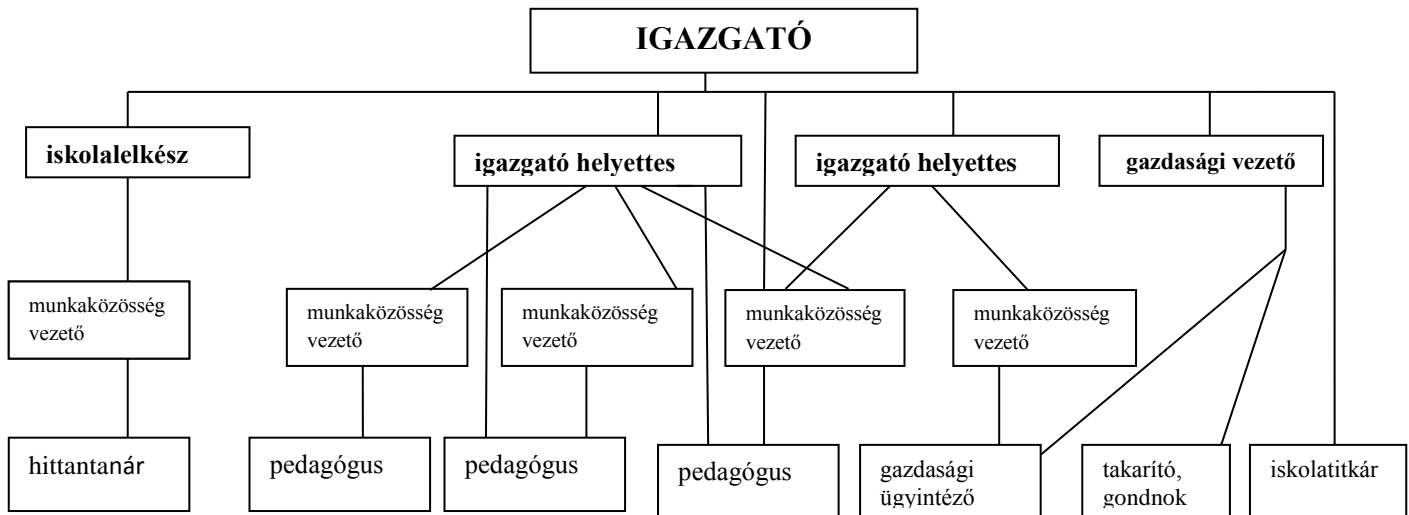 IGAZGATÓ
iskolalelkész
igazgató helyettes
igazgató helyettes
gazdasági vezető
munkaközösség
vezető
munkaközösség
vezető
munkaközösség
vezető
munkaközösség
vezető
munkaközösség
vezető
hittantanár
pedagógus
pedagógus
pedagógus
gazdasági
ügyintéző
takarító,
gondnok
iskolatitkár